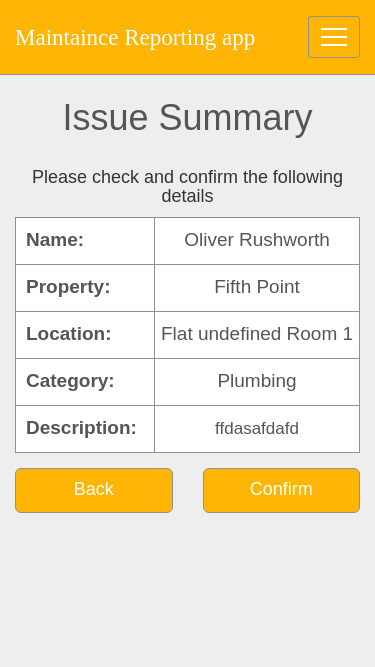 Maintaince Reporting app
Issue Summary
Please check and confirm the following
details
Name: Oliver Rushworth
Property: Fifth Point
Location: Flat undefined Room 1
Category: Plumbing
Description: ffdasafdafd
Back Confirm